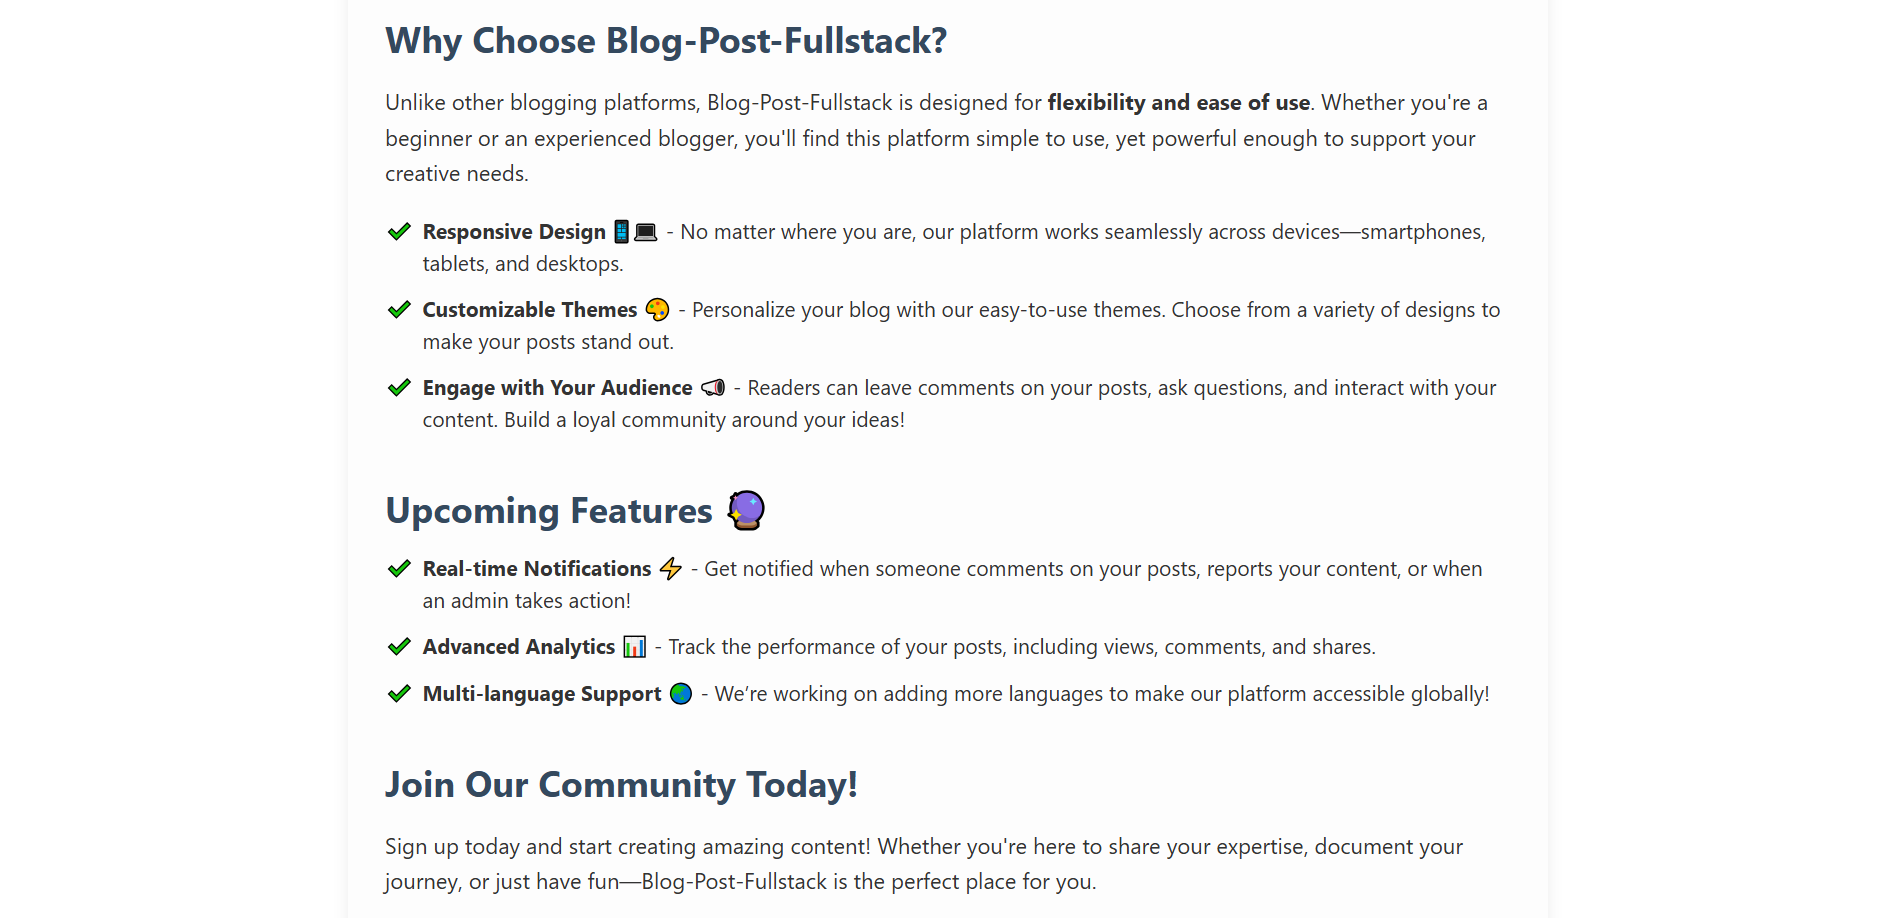 Why Choose Blog-Post-Fullstack?
Unlike other blogging platforms, Blog-Post-Fullstack is designed for flexibility and ease of use. Whether you're a
beginner or an experienced blogger, you'll find this platform simple to use, yet powerful enough to support your
creative needs.
✔ Responsive Design 📱💻 - No matter where you are, our platform works seamlessly across devices—smartphones,
tablets, and desktops.
✔ Customizable Themes 🎨 - Personalize your blog with our easy-to-use themes. Choose from a variety of designs to
make your posts stand out.
✔ Engage with Your Audience 📣 - Readers can leave comments on your posts, ask questions, and interact with your
content. Build a loyal community around your ideas!
Upcoming Features 🔮
✔ Real-time Notifications ⚡ - Get notified when someone comments on your posts, reports your content, or when
an admin takes action!
✔ Advanced Analytics 📊 - Track the performance of your posts, including views, comments, and shares.
✔ Multi-language Support 🌏 - We’re working on adding more languages to make our platform accessible globally!
Join Our Community Today!
Sign up today and start creating amazing content! Whether you're here to share your expertise, document your
journey, or just have fun—Blog-Post-Fullstack is the perfect place for you.